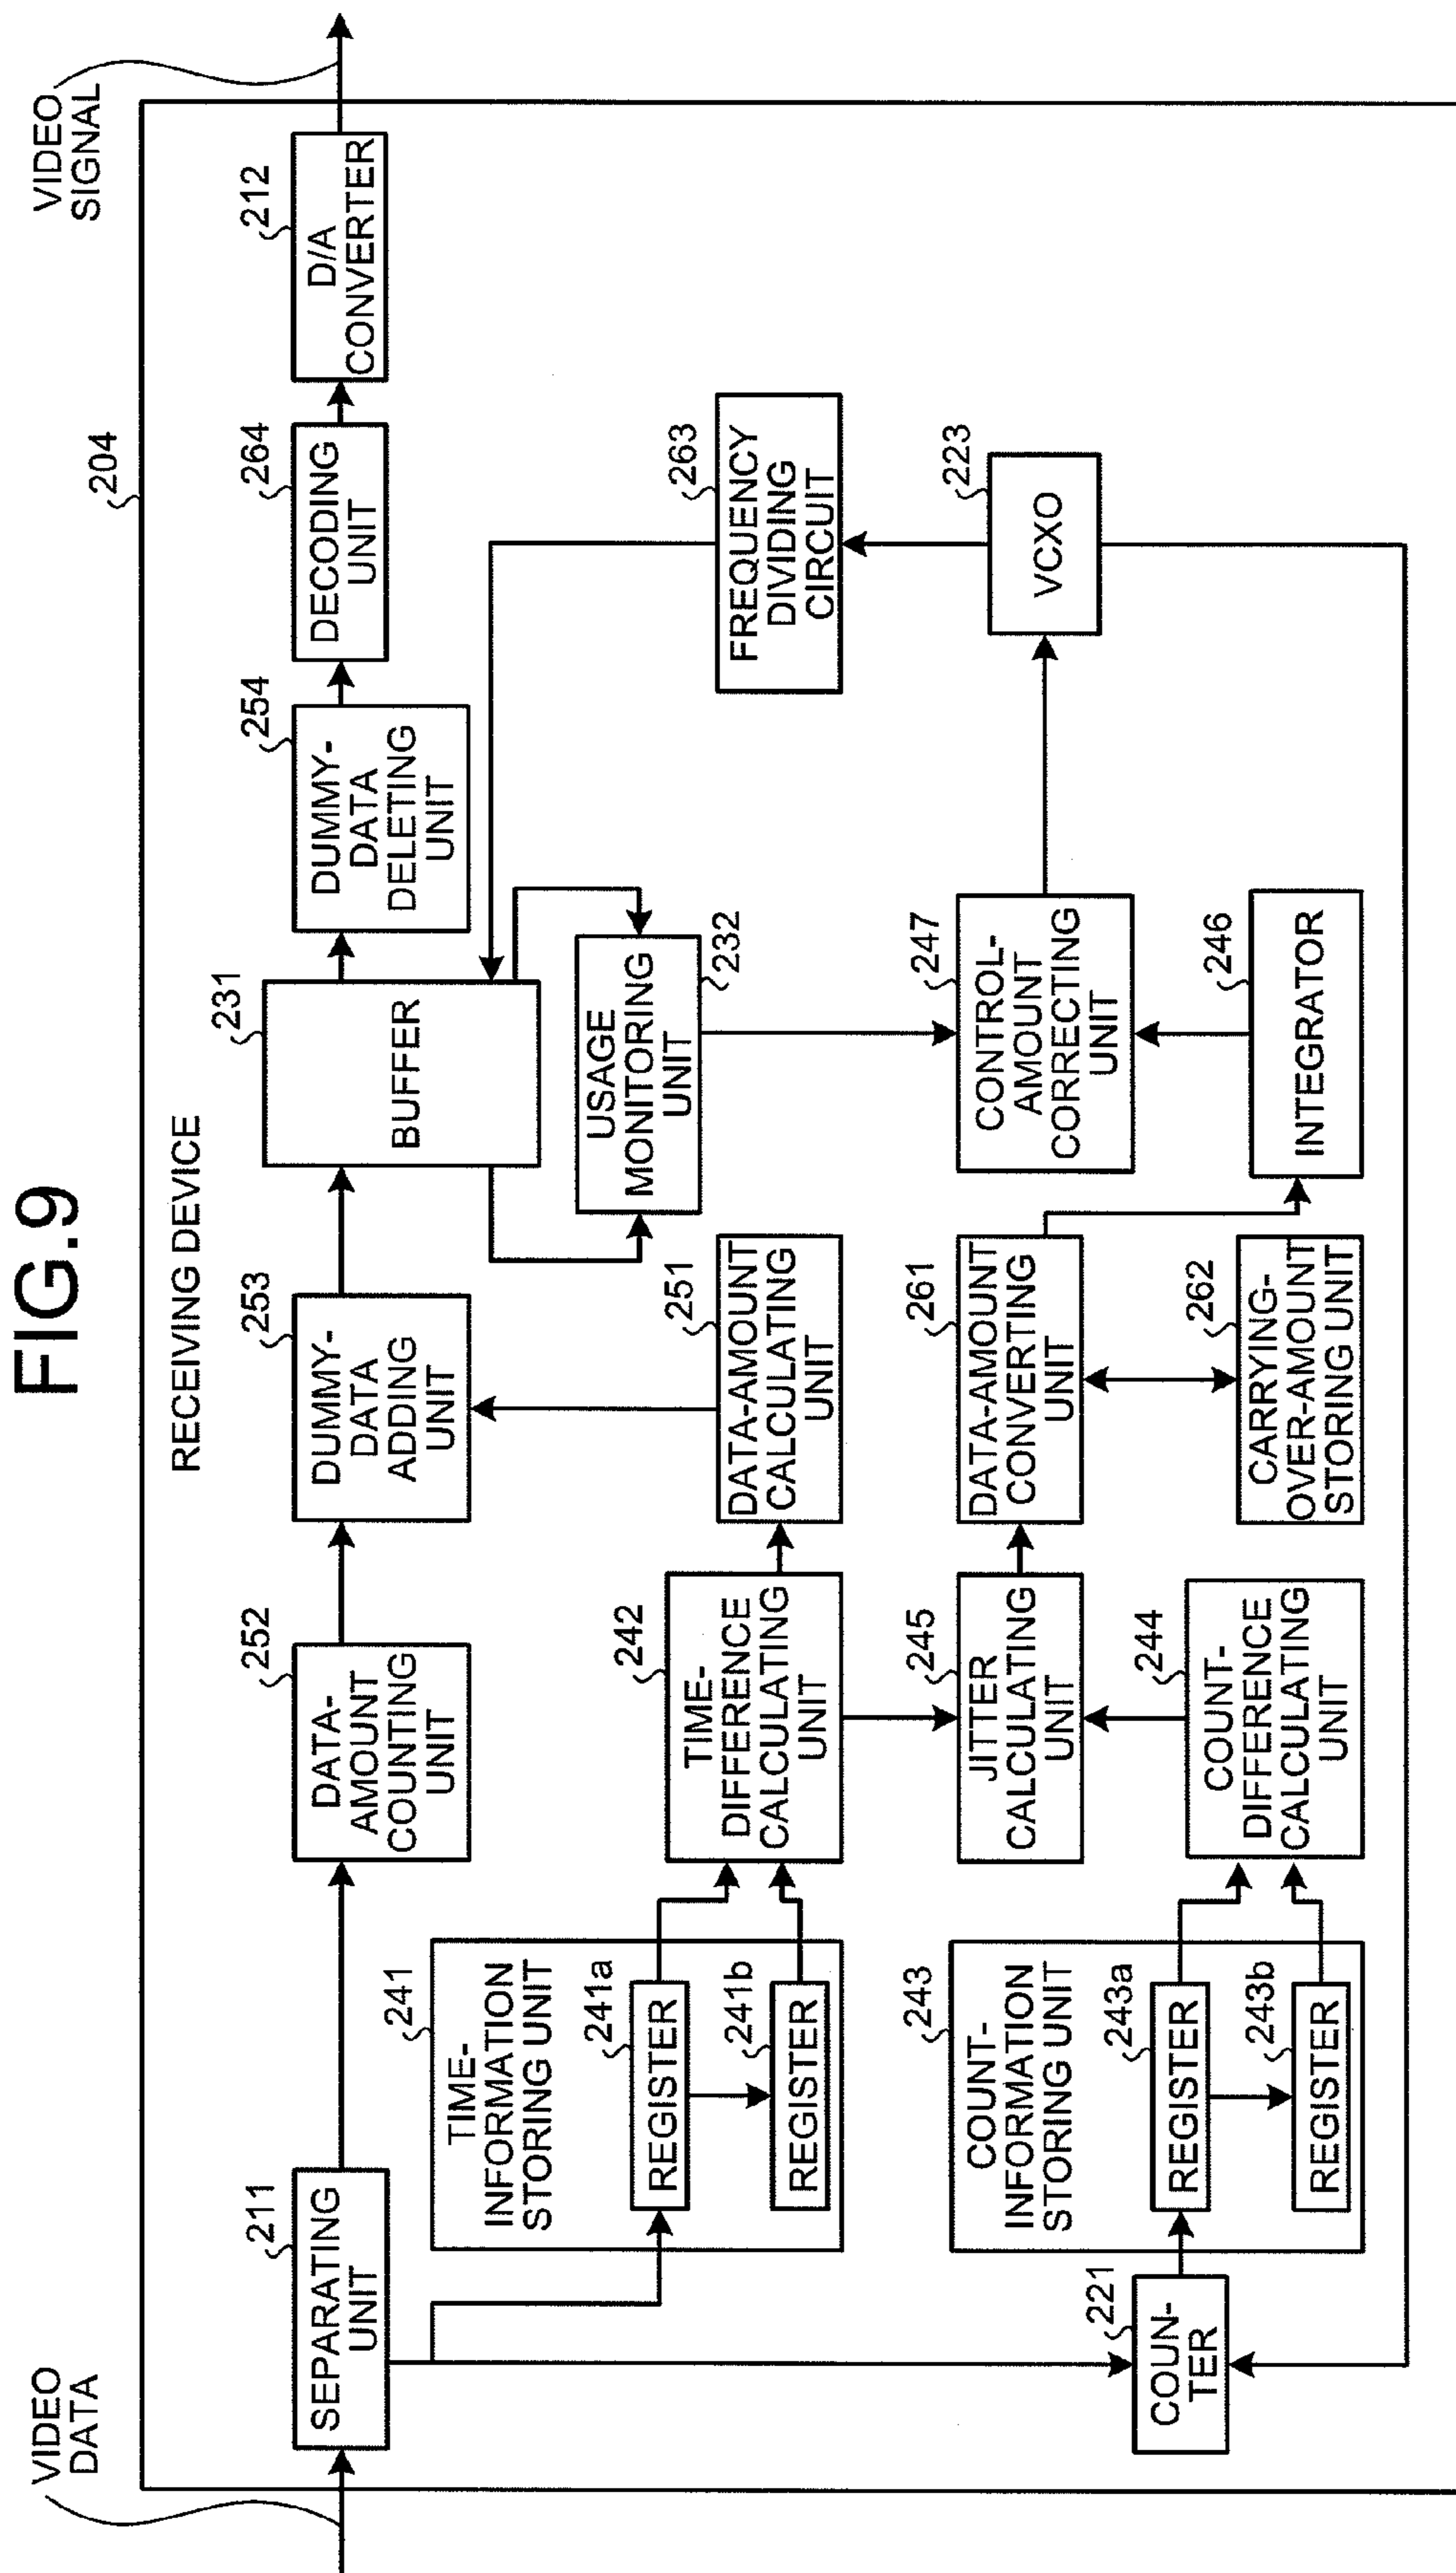 FIG.9
VIDEO
DATA
RECEIVING DEVICE
204
VIDEO
SIGNAL
211
SEPARATING
UNIT
252
DATA-
AMOUNT
COUNTING
UNIT
253
DUMMY-
DATA
ADDING
UNIT
231
BUFFER
254
DUMMY-
DATA
DELETING
UNIT
264
DECODING
UNIT
212
D/A
CONVERTER
241
TIME-
INFORMATION
STORING UNIT
241a
REGISTER
241b
REGISTER
242
TIME-
DIFFERENCE
CALCULATING
UNIT
251
DATA-AMOUNT
CALCULATING
UNIT
USAGE
MONITORING
UNIT
232
263
FREQUENCY
DIVIDING
CIRCUIT
245
JITTER
CALCULATING
UNIT
261
DATA-AMOUNT
CONVERTING
UNIT
247
CONTROL-
AMOUNT
CORRECTING
UNIT
223
VCXO
221
COUN-
TER
243
COUNT-
INFORMATION
STORING UNIT
243a
REGISTER
243b
REGISTER
244
COUNT-
DIFFERENCE
CALCULATING
UNIT
262
CARRYING-
OVER-AMOUNT
STORING UNIT
246
INTEGRATOR